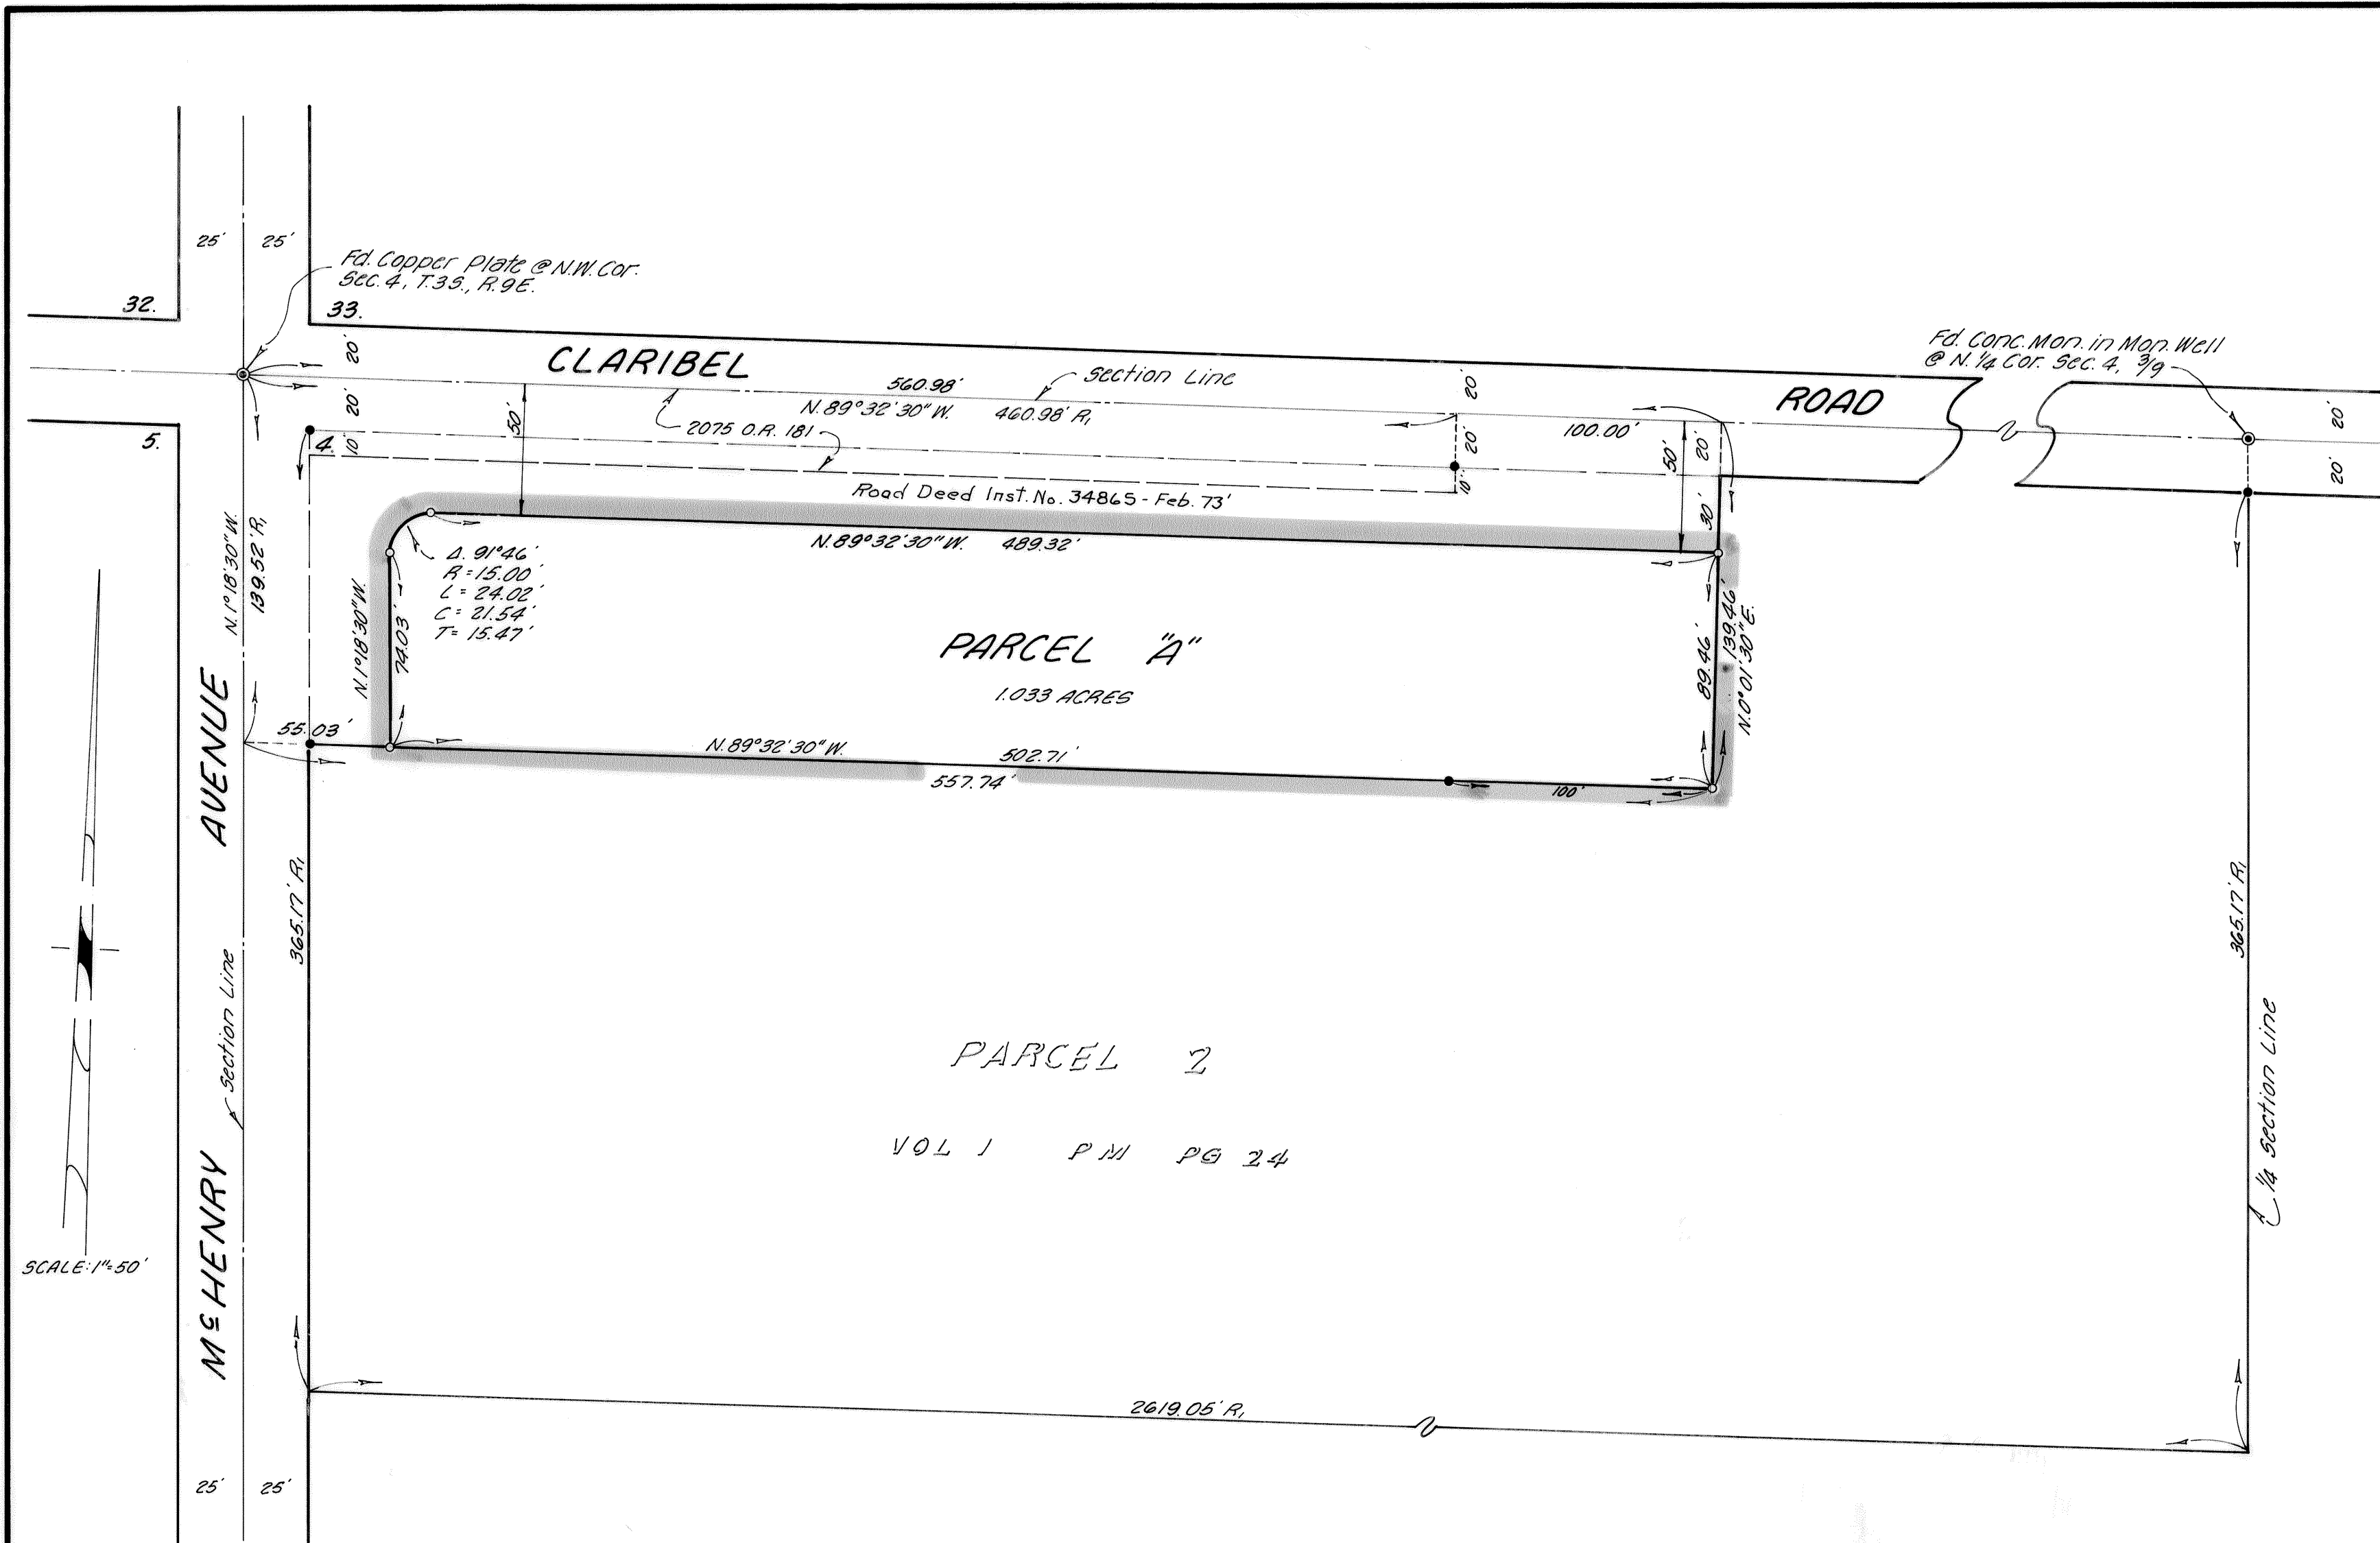 25'
25'
Fd. Copper Plate @ N.W. Cor.
Sec. 4, T.3S., R.9E.
32.
33.
5.
4.
20'
20'
10'
CLARIBEL
ROAD
560.98'
Section Line
N.89°32'30"W. 460.98' R₁
2075 O.R. 181
50'
20'
20'
10'
100.00'
50'
20'
30'
Fd. Conc. Mon. in Mon. Well
@ N. 1/4 Cor. Sec. 4, 3/9
20'
20'
Road Deed Inst. No. 34865 - Feb. 73'
N.89°32'30"W. 489.32'
Δ. 91°46'
R = 15.00'
L = 24.02'
C = 21.54'
T = 15.47'
N.1°18'30"W.
139.52' R₁
N.1°18'30"W.
74.03'
PARCEL "A"
1.033 ACRES
89.46'
139.46'
N.0°01'30"E.
55.03'
N.89°32'30"W.
502.71'
557.74'
100'
McHENRY AVENUE
Section Line
365.17' R₁
365.17' R₁
1/4 Section Line
PARCEL 2
VOL 1 PM PG 24
SCALE: 1"=50'
2619.05' R₁
25'
25'